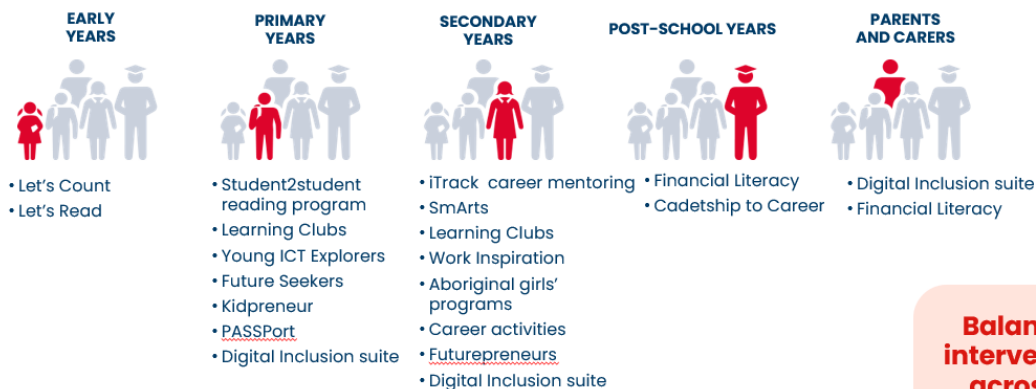 EARLY
YEARS
• Let's Count
• Let's Read
PRIMARY
YEARS
• Student2student
reading program
• Learning Clubs
• Young ICT Explorers
• Future Seekers
• Kidpreneur
• PASSPort
• Digital Inclusion suite
SECONDARY
YEARS
• iTrack career mentoring
• SmArts
• Learning Clubs
• Work Inspiration
• Aboriginal girls'
programs
• Career activities
• Futurepreneurs
• Digital Inclusion suite
POST-SCHOOL YEARS
• Financial Literacy
• Cadetship to Career
PARENTS
AND CARERS
• Digital Inclusion suite
• Financial Literacy